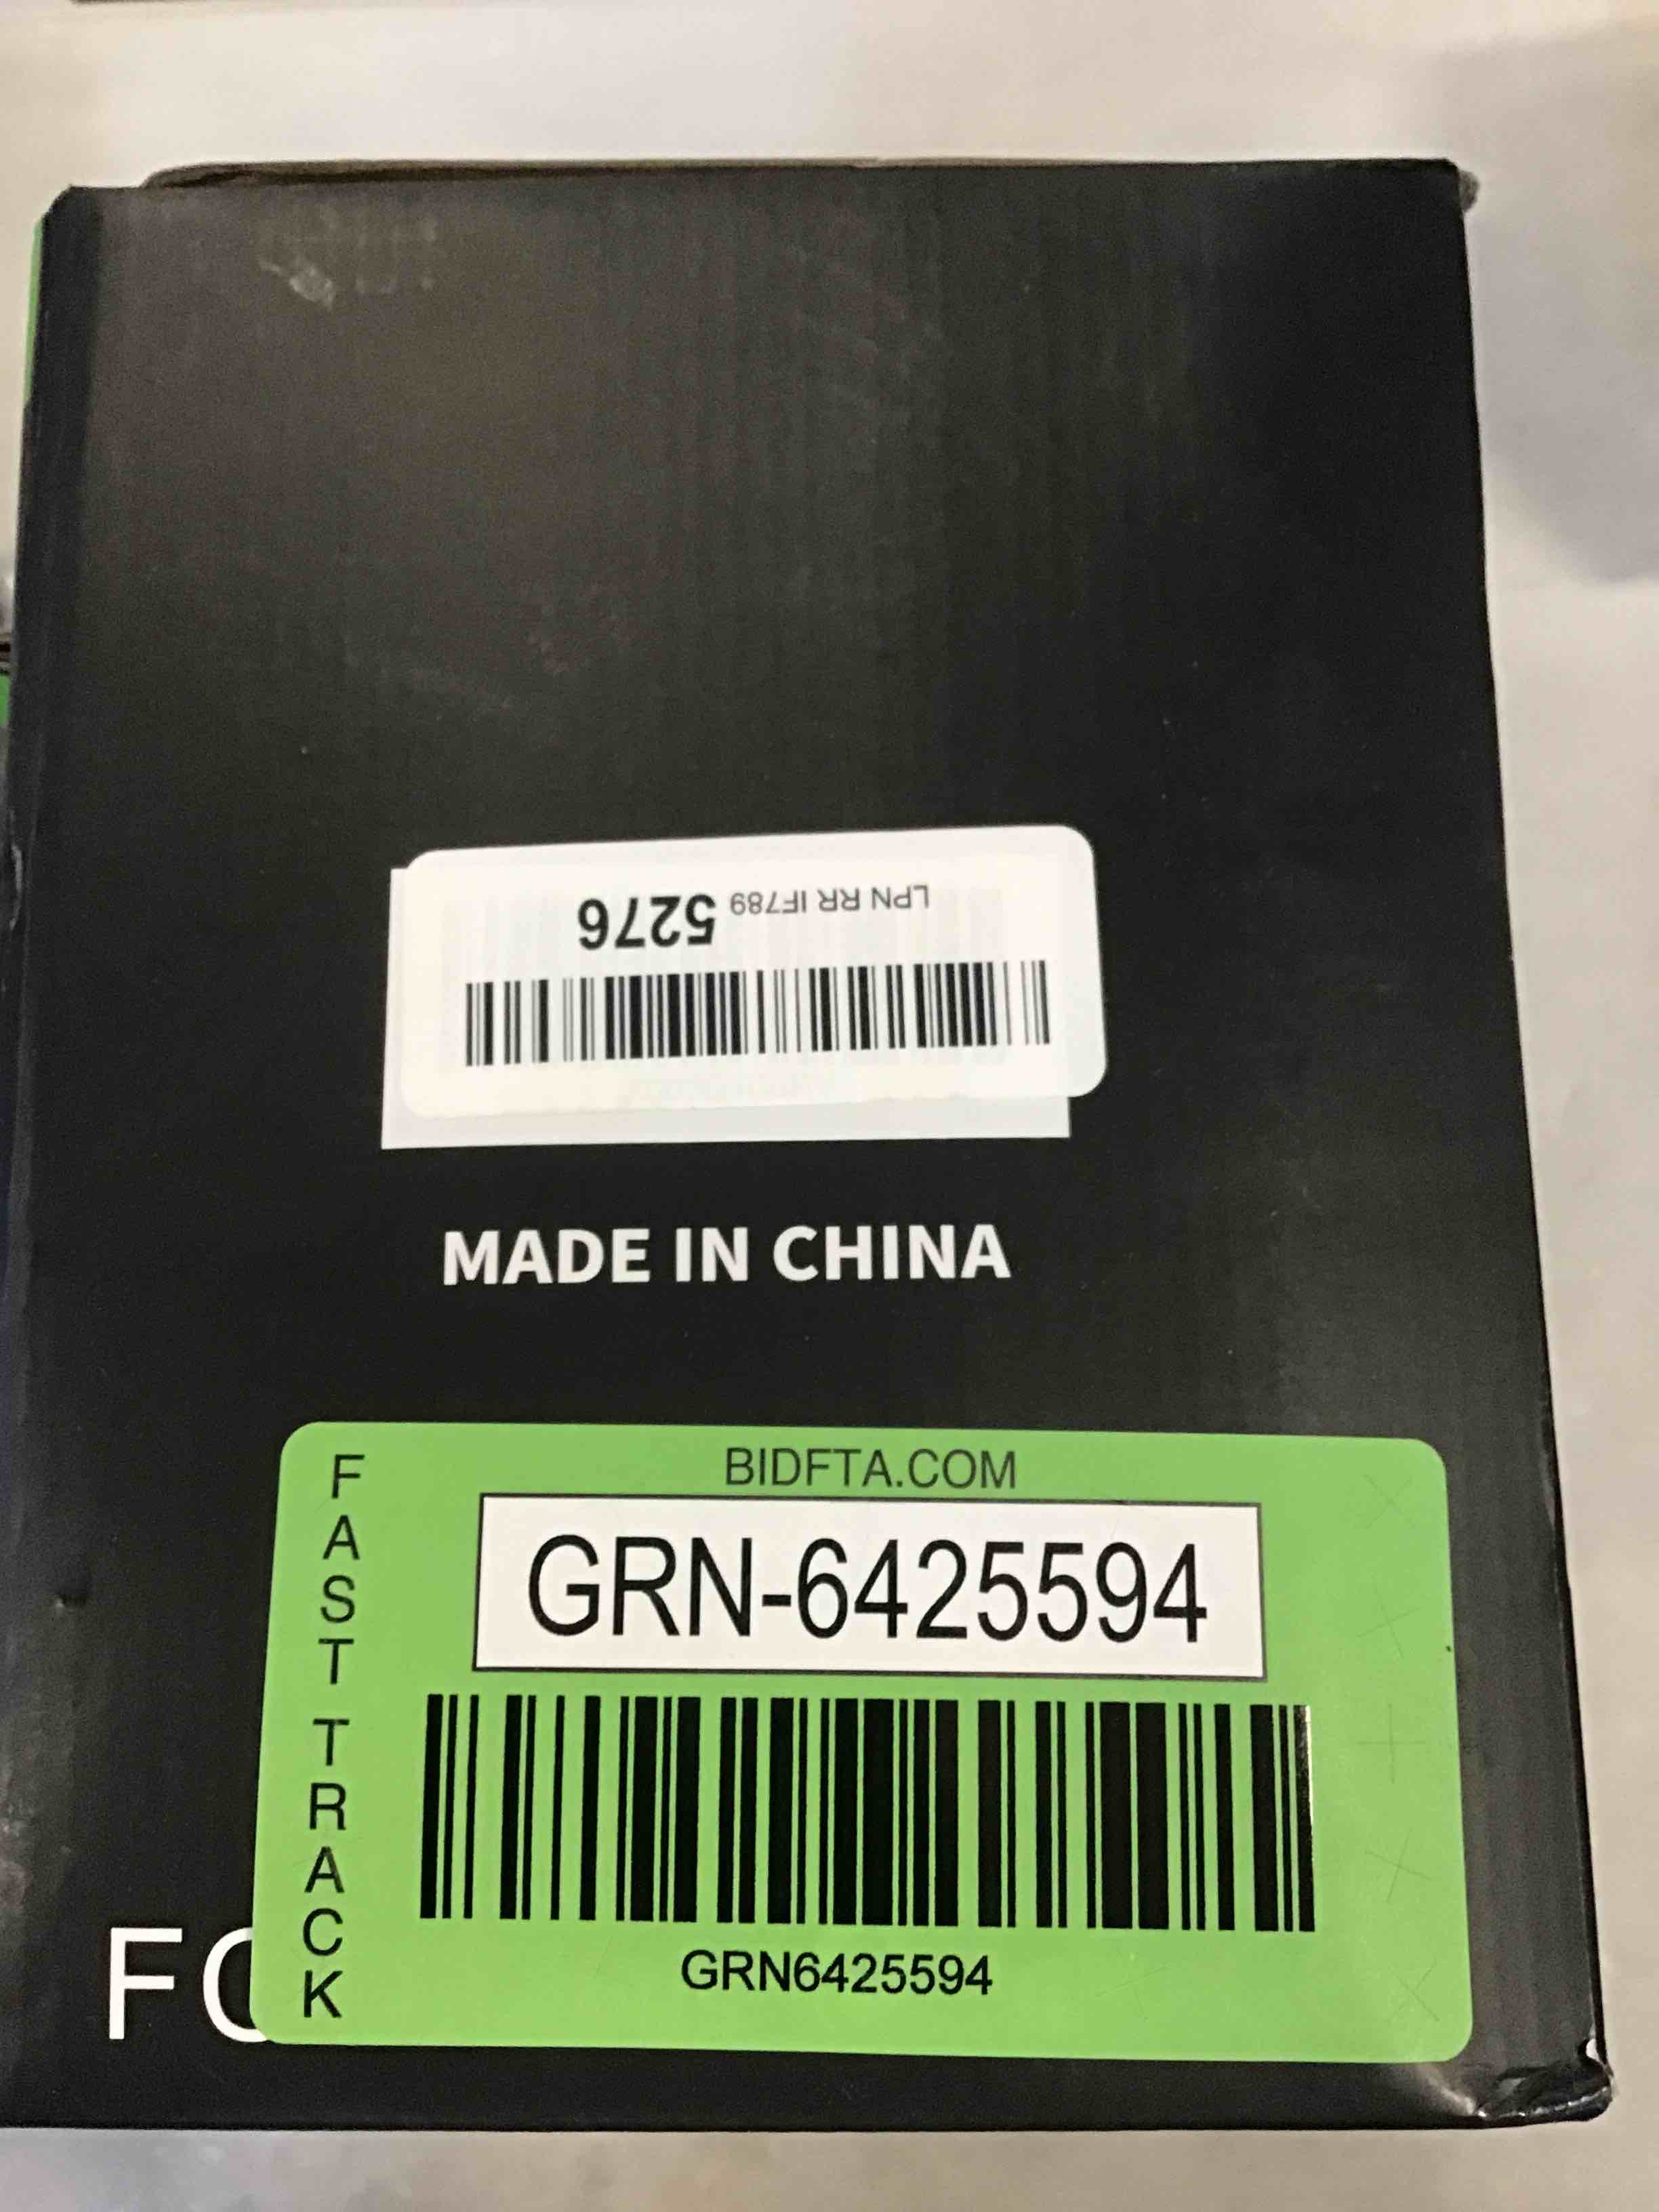 LPN RR IF789 5276
MADE IN CHINA
FAST TRACK
BIDFTA.COM
GRN-6425594
GRN6425594